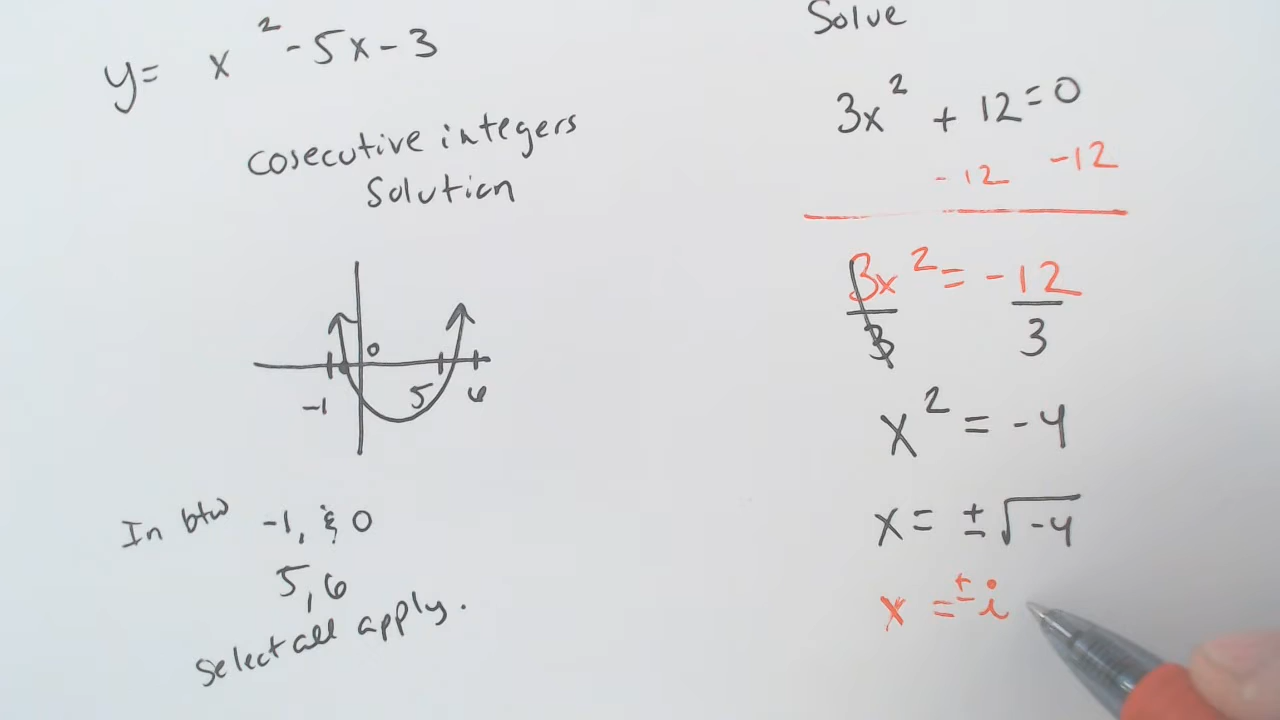 y= x² -5x-3
cosecutive integers
Solution
0
-1 5 6
In btw -1, & 0
5,6
select all apply.
Solve
3x² + 12=0
-12 -12
3x² = -12
3 3
x² = -4
x= ±√-4
x =±i